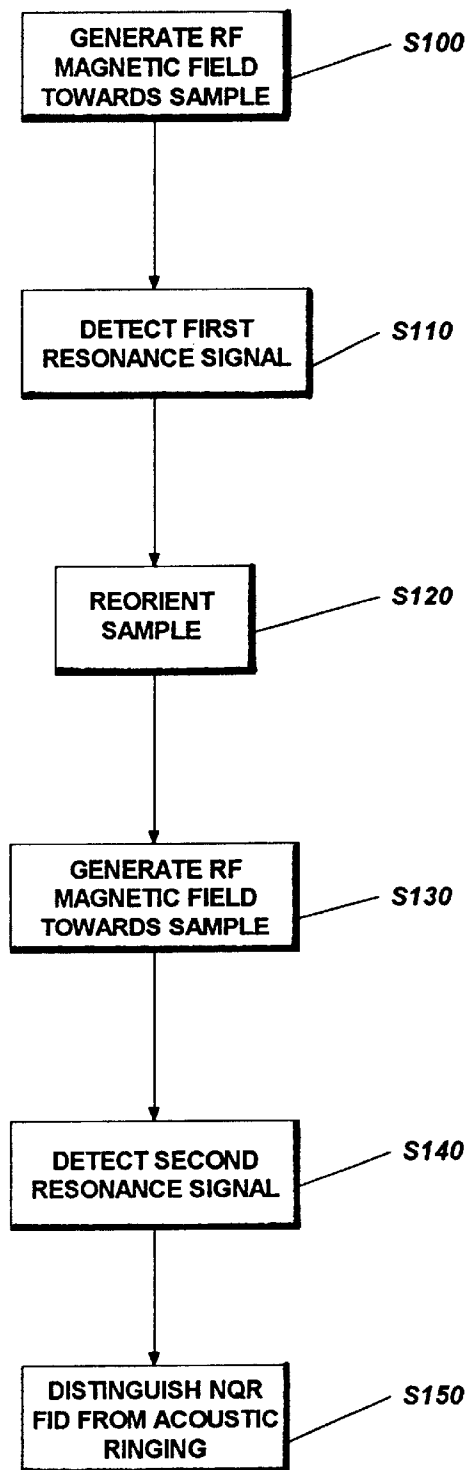 GENERATE RF
MAGNETIC FIELD
TOWARDS SAMPLE
S100
DETECT FIRST
RESONANCE SIGNAL
S110
REORIENT
SAMPLE
S120
GENERATE RF
MAGNETIC FIELD
TOWARDS SAMPLE
S130
DETECT SECOND
RESONANCE SIGNAL
S140
DISTINGUISH NQR
FID FROM ACOUSTIC
RINGING
S150